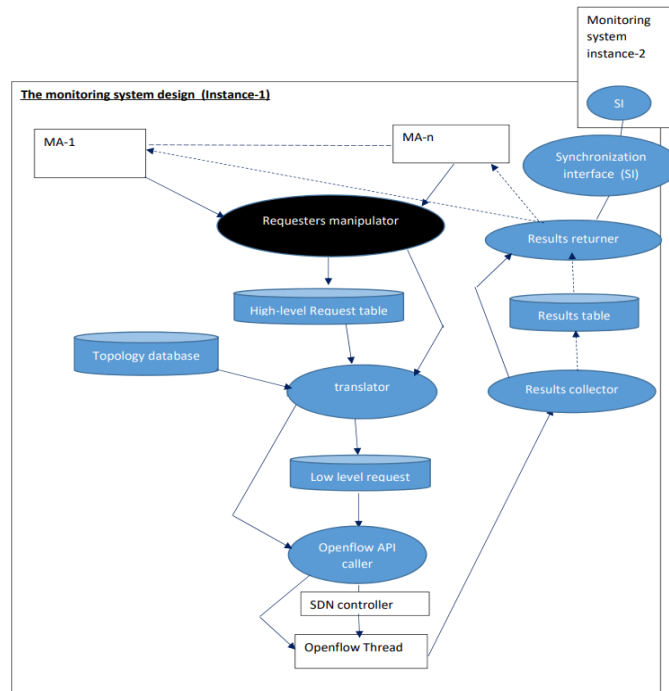 Monitoring
system
instance-2
The monitoring system design (Instance-1)
SI
MA-1
MA-n
Synchronization
interface (SI)
Requesters manipulator
Results returner
High-level Request table
Results table
Topology database
translator
Results collector
Low level request
Openflow API
caller
SDN controller
Openflow Thread